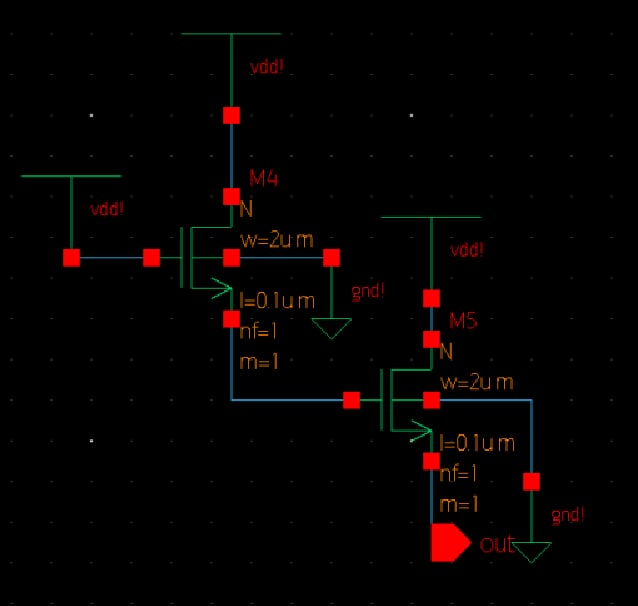 vdd!
M4
N
vdd!
w=2um
vdd!
l=0.1um
gnd!
nf=1
M5
N
m=1
w=2um
l=0.1um
nf=1
m=1
gnd!
out